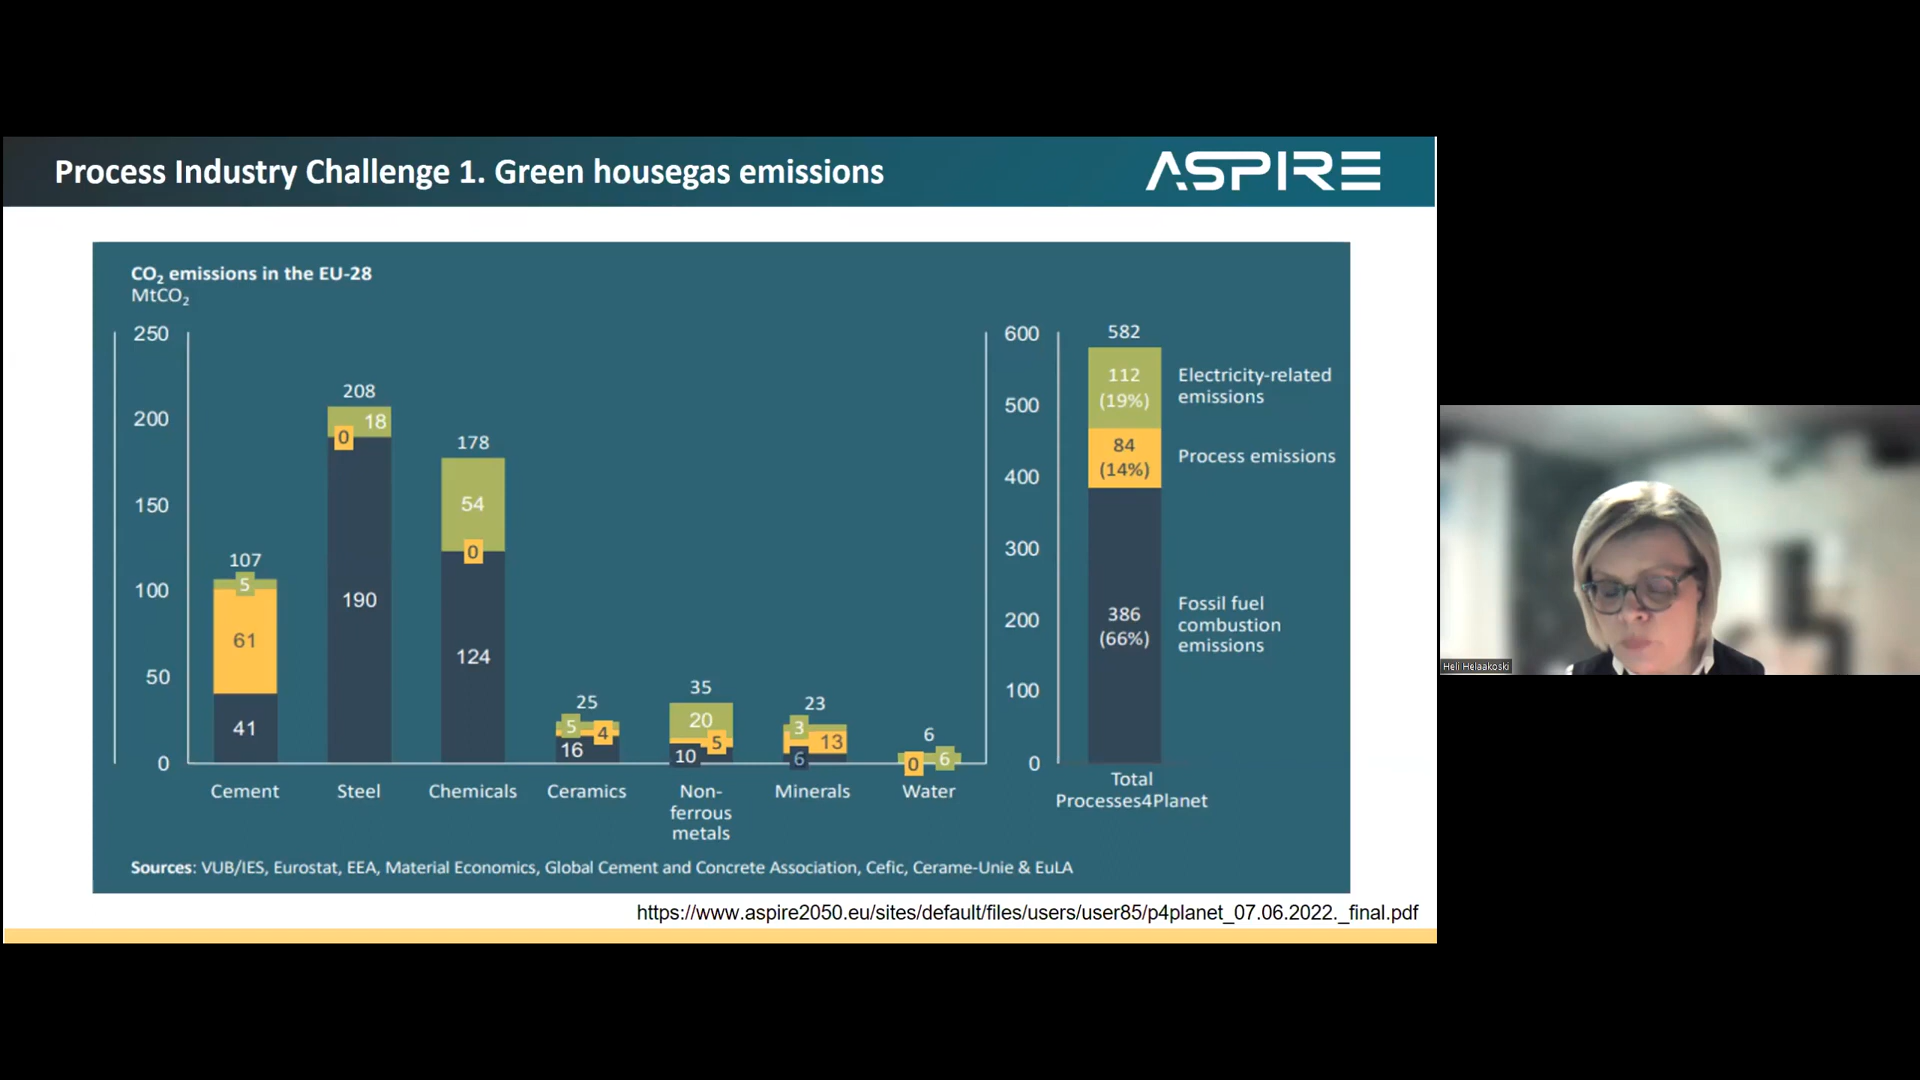 Process Industry Challenge 1. Green housegas emissions
ASPIRE
CO2 emissions in the EU-28
MtCO2
250
200
150
100
50
0
107
5
61
41
208
18
0
190
178
54
0
124
25
5
4
16
35
20
5
10
23
3
13
6
6
0
6
Cement
Steel
Chemicals
Ceramics
Non-
ferrous
metals
Minerals
Water
600
500
400
300
200
100
0
582
112
(19%)
84
(14%)
386
(66%)
Electricity-related
emissions
Process emissions
Fossil fuel
combustion
emissions
Total
Processes4Planet
Sources: VUB/IES, Eurostat, EEA, Material Economics, Global Cement and Concrete Association, Cefic, Cerame-Unie & EuLA
https://www.aspire2050.eu/sites/default/files/users/user85/p4planet_07.06.2022._final.pdf
Heli Helaakoski